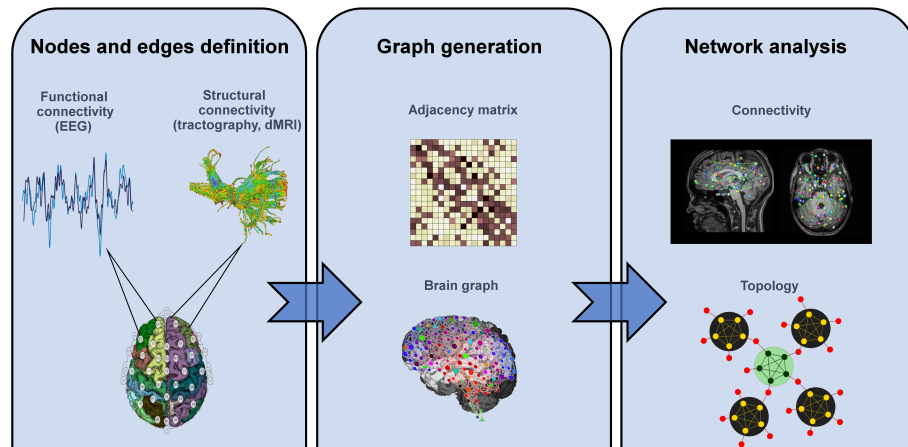 Nodes and edges definition
Functional
connectivity
(EEG)
Structural
connectivity
(tractography, dMRI)
Graph generation
Adjacency matrix
Brain graph
Network analysis
Connectivity
Topology